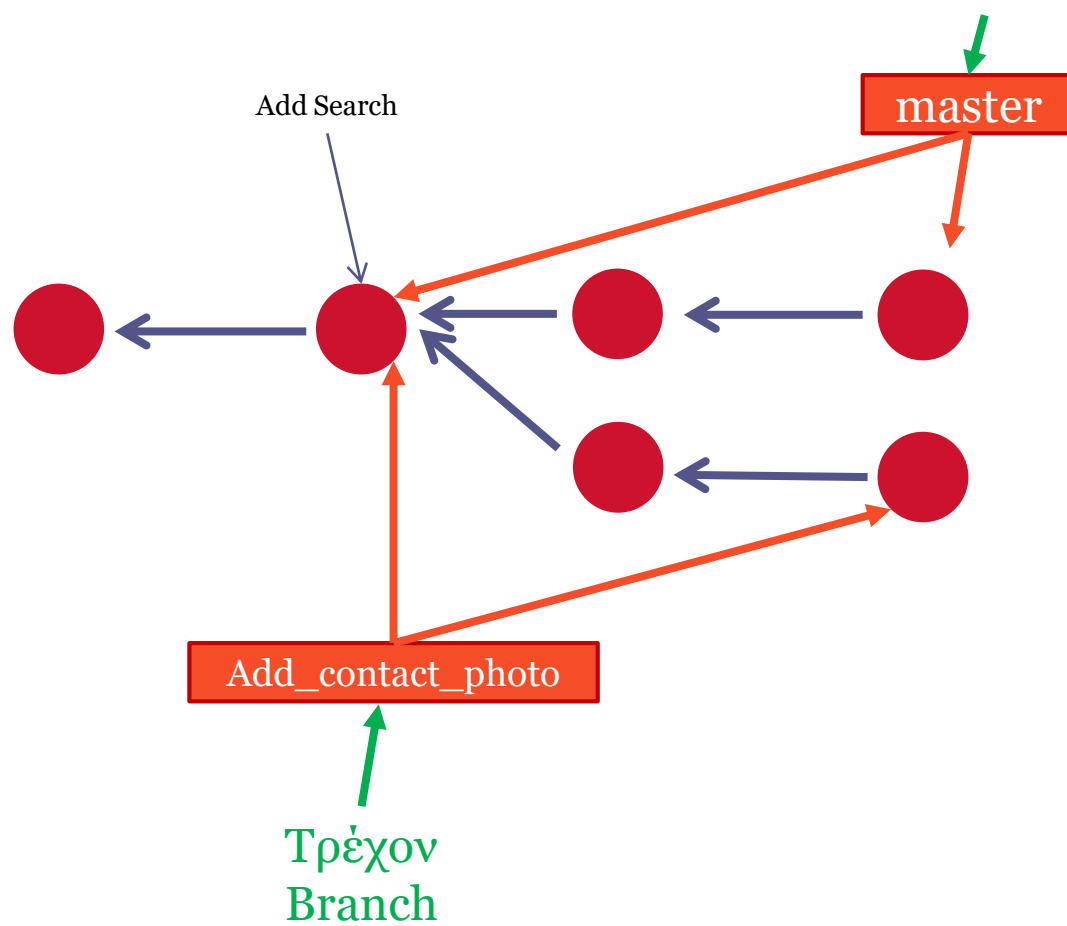 Add Search
master
Add_contact_photo
Τρέχον
Branch